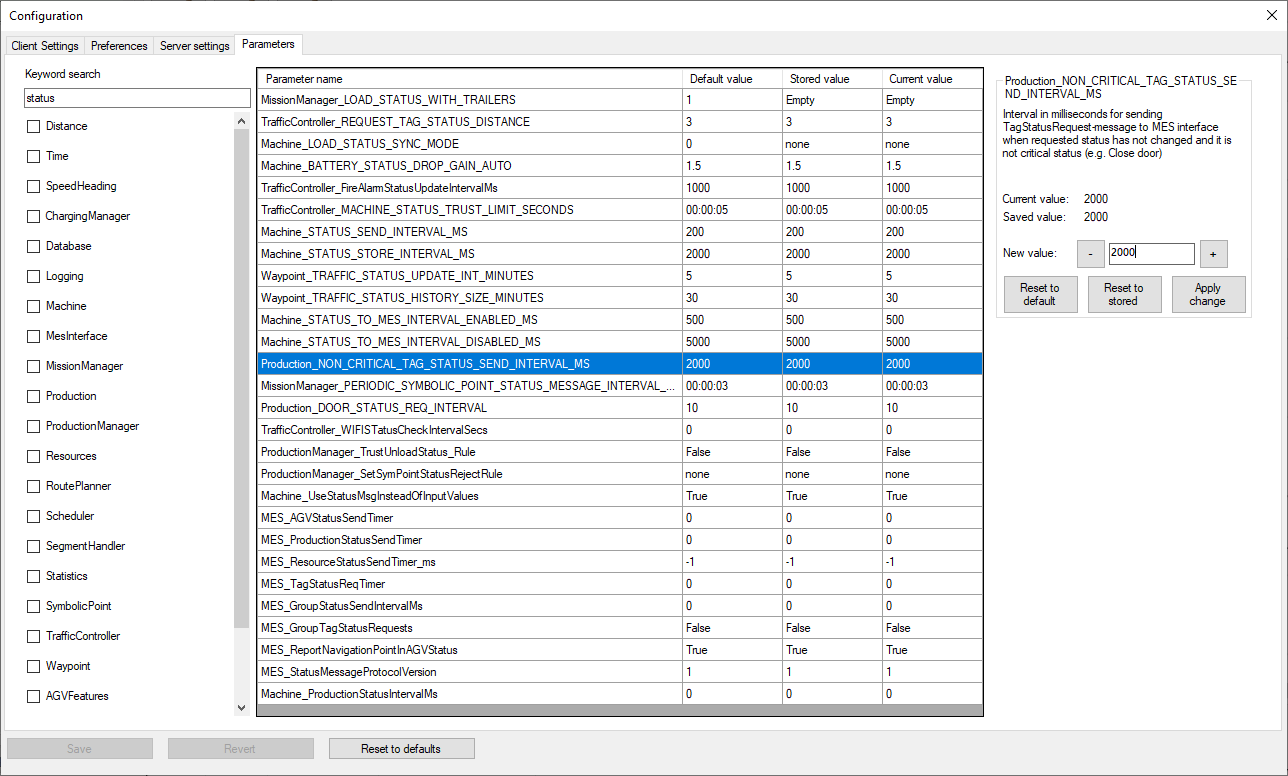 Configuration
Client Settings Preferences Server settings Parameters
Keyword search
status
Distance
Time
SpeedHeading
ChargingManager
Database
Logging
Machine
MesInterface
MissionManager
Production
ProductionManager
Resources
RoutePlanner
Scheduler
SegmentHandler
Statistics
SymbolicPoint
TrafficController
Waypoint
AGVFeatures
Parameter name Default value Stored value Current value
MissionManager_LOAD_STATUS_WITH_TRAILERS 1 Empty Empty
TrafficController_REQUEST_TAG_STATUS_DISTANCE 3 3 3
Machine_LOAD_STATUS_SYNC_MODE 0 none none
Machine_BATTERY_STATUS_DROP_GAIN_AUTO 1.5 1.5 1.5
TrafficController_FireAlarmStatusUpdateIntervalMs 1000 1000 1000
TrafficController_MACHINE_STATUS_TRUST_LIMIT_SECONDS 00:00:05 00:00:05 00:00:05
Machine_STATUS_SEND_INTERVAL_MS 200 200 200
Machine_STATUS_STORE_INTERVAL_MS 2000 2000 2000
Waypoint_TRAFFIC_STATUS_UPDATE_INT_MINUTES 5 5 5
Waypoint_TRAFFIC_STATUS_HISTORY_SIZE_MINUTES 30 30 30
Machine_STATUS_TO_MES_INTERVAL_ENABLED_MS 500 500 500
Machine_STATUS_TO_MES_INTERVAL_DISABLED_MS 5000 5000 5000
Production_NON_CRITICAL_TAG_STATUS_SEND_INTERVAL_MS 2000 2000 2000
MissionManager_PERIODIC_SYMBOLIC_POINT_STATUS_MESSAGE_INTERVAL_... 00:00:03 00:00:03 00:00:03
Production_DOOR_STATUS_REQ_INTERVAL 10 10 10
TrafficController_WIFISTatusCheckIntervalSecs 0 0 0
ProductionManager_TrustUnloadStatus_Rule False False False
ProductionManager_SetSymPointStatusRejectRule none none none
Machine_UseStatusMsgInsteadOfInputValues True True True
MES_AGVStatusSendTimer 0 0 0
MES_ProductionStatusSendTimer 0 0 0
MES_ResourceStatusSendTimer_ms -1 -1 -1
MES_TagStatusReqTimer 0 0 0
MES_GroupStatusSendIntervalMs 0 0 0
MES_GroupTagStatusRequests False False False
MES_ReportNavigationPointInAGVStatus True True True
MES_StatusMessageProtocolVersion 1 1 1
Machine_ProductionStatusIntervalMs 0 0 0
Production_NON_CRITICAL_TAG_STATUS_SE
ND_INTERVAL_MS
Interval in milliseconds for sending
TagStatusRequest-message to MES interface
when requested status has not changed and it is
not critical status (e.g. Close door)
Current value: 2000
Saved value: 2000
New value: - 2000 +
Reset to
default
Reset to
stored
Apply
change
Save Revert Reset to defaults